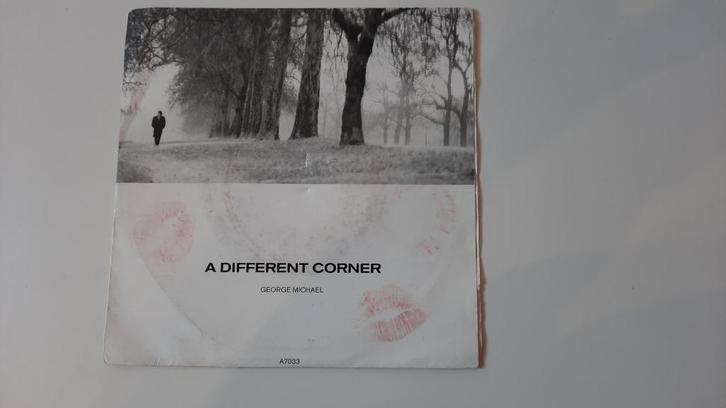 A DIFFERENT CORNER
GEORGE MICHAEL
A7033